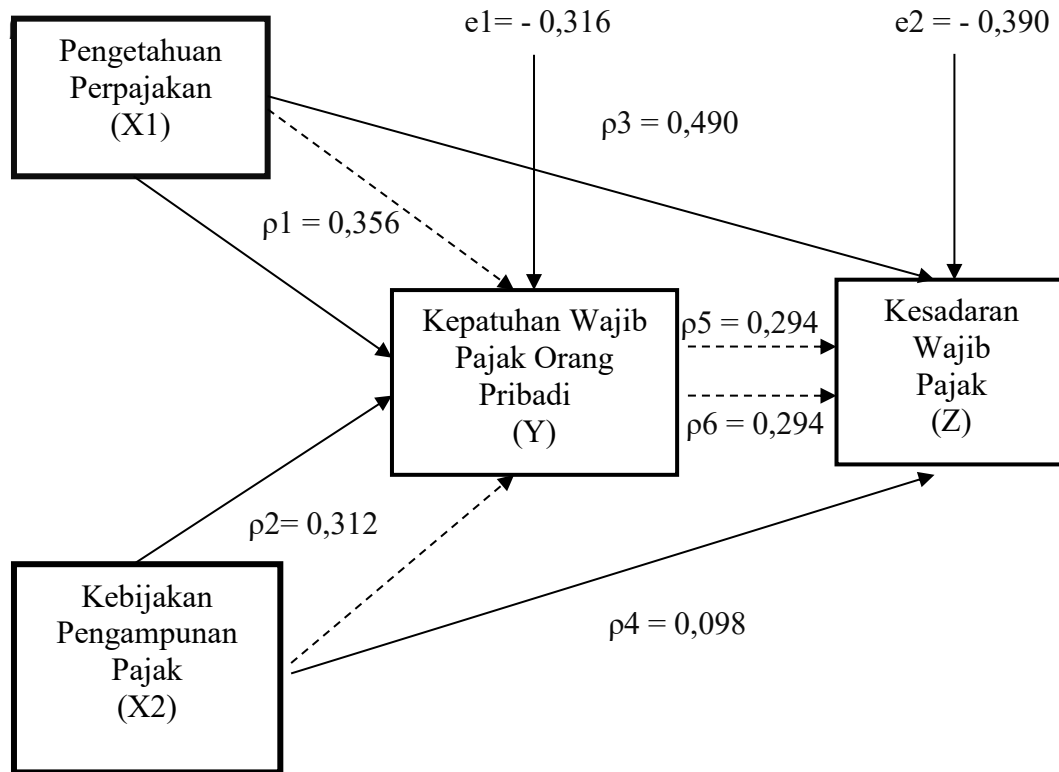 e1= - 0,316
e2= - 0,390
Pengetahuan
Perpajakan
(X1)
ρ3 = 0,490
ρ1 = 0,356
Kepatuhan Wajib
Pajak Orang
Pribadi
(Y)
ρ5 = 0,294
ρ6 = 0,294
Kesadaran
Wajib
Pajak
(Z)
ρ2= 0,312
Kebijakan
Pengampunan
Pajak
(X2)
ρ4 = 0,098